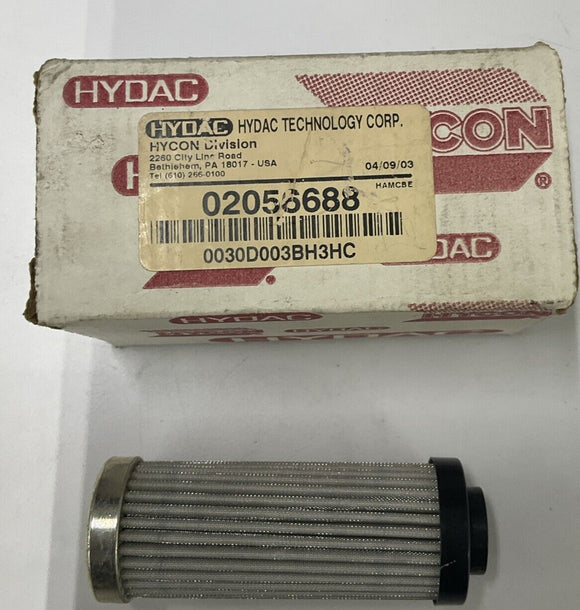 HYDAC
HYDAC HYDAC TECHNOLOGY CORP.
HYCON Division
2260 City Line Road
Bethlehem, PA 18017 - USA
Tel (610) 266-0100
04/09/03
HAMCBE
02056688
0030D003BH3HC
CON
®
H
DAC
HYDAC
HYDAC